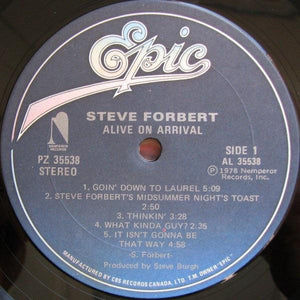 Epic
STEVE FORBERT
ALIVE ON ARRIVAL
NEMPEROR
RECORDS
PZ 35538
STEREO
SIDE 1
AL 35538
℗ 1978 Nemperor
Records, Inc.
1. GOIN' DOWN TO LAUREL 5:09
2. STEVE FORBERT'S MIDSUMMER NIGHT'S TOAST
2:50
3. THINKIN' 3:28
4. WHAT KINDA GUY? 2:35
5. IT ISN'T GONNA BE
THAT WAY 4:58
-S. Forbert-
Produced by Steve Burgh
MANUFACTURED BY CBS RECORDS CANADA, LTD. T.M. OWNER-"EPIC"